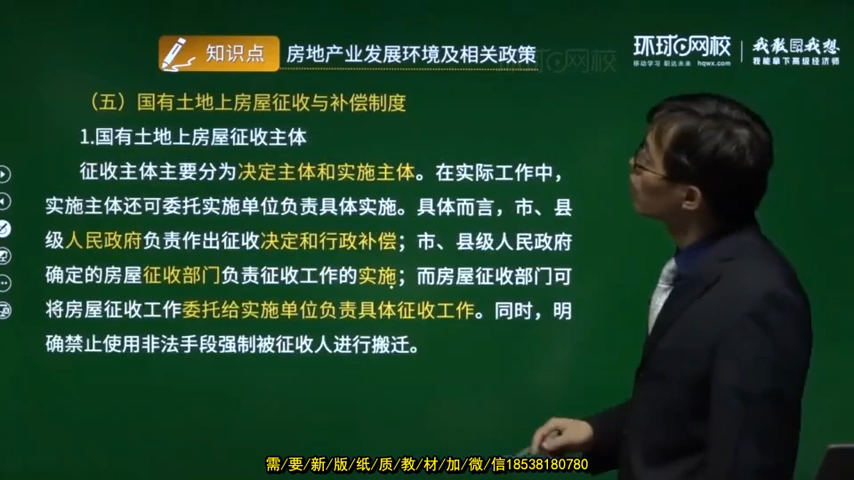 知识点 房地产业发展环境及相关政策
环球网校
移动学习 职达未来 hqwx.com
我敢因我想
我能拿下高级经济师
环球网校
（五）国有土地上房屋征收与补偿制度
1.国有土地上房屋征收主体
征收主体主要分为决定主体和实施主体。在实际工作中，
实施主体还可委托实施单位负责具体实施。具体而言，市、县
级人民政府负责作出征收决定和行政补偿；市、县级人民政府
确定的房屋征收部门负责征收工作的实施；而房屋征收部门可
将房屋征收工作委托给实施单位负责具体征收工作。同时，明
确禁止使用非法手段强制被征收人进行搬迁。
需/要/新/版/纸/质/教/材/加/微/信18538180780